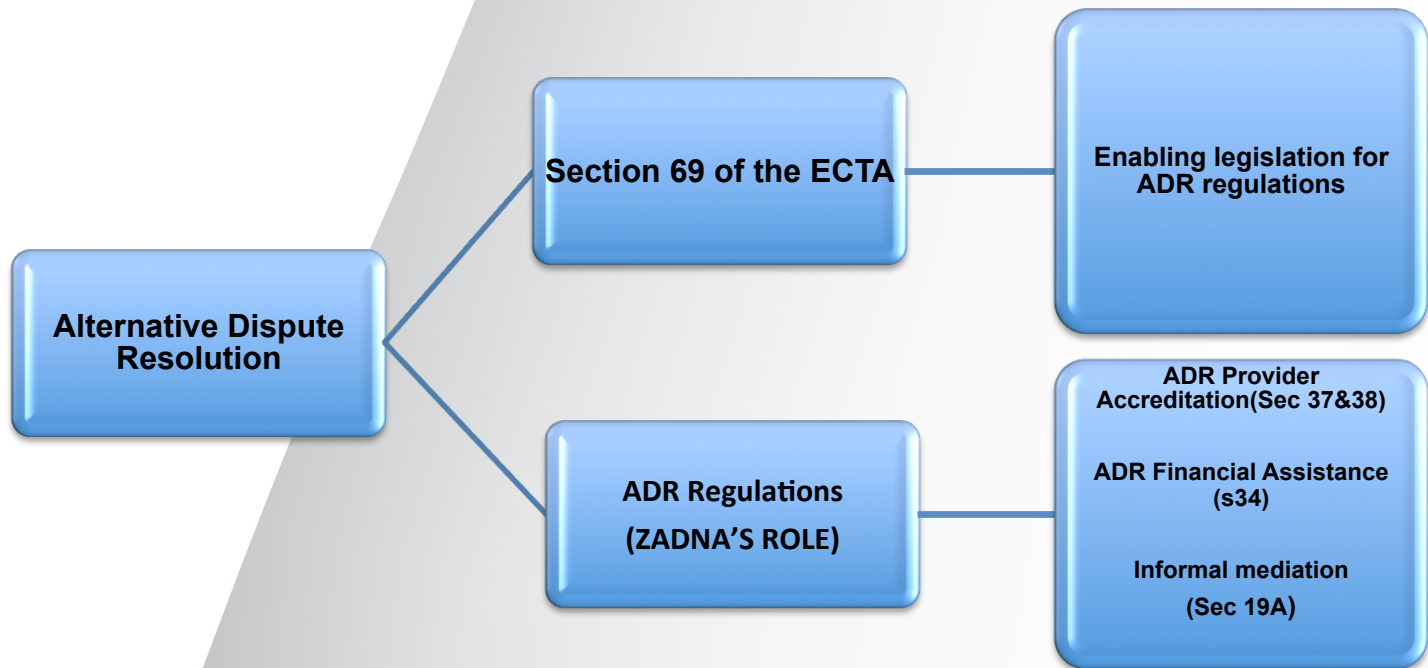 Alternative Dispute
Resolution
Section 69 of the ECTA
Enabling legislation for
ADR regulations
ADR Regulations
(ZADNA’S ROLE)
ADR Provider
Accreditation(Sec 37&38)
ADR Financial Assistance
(s34)
Informal mediation
(Sec 19A)